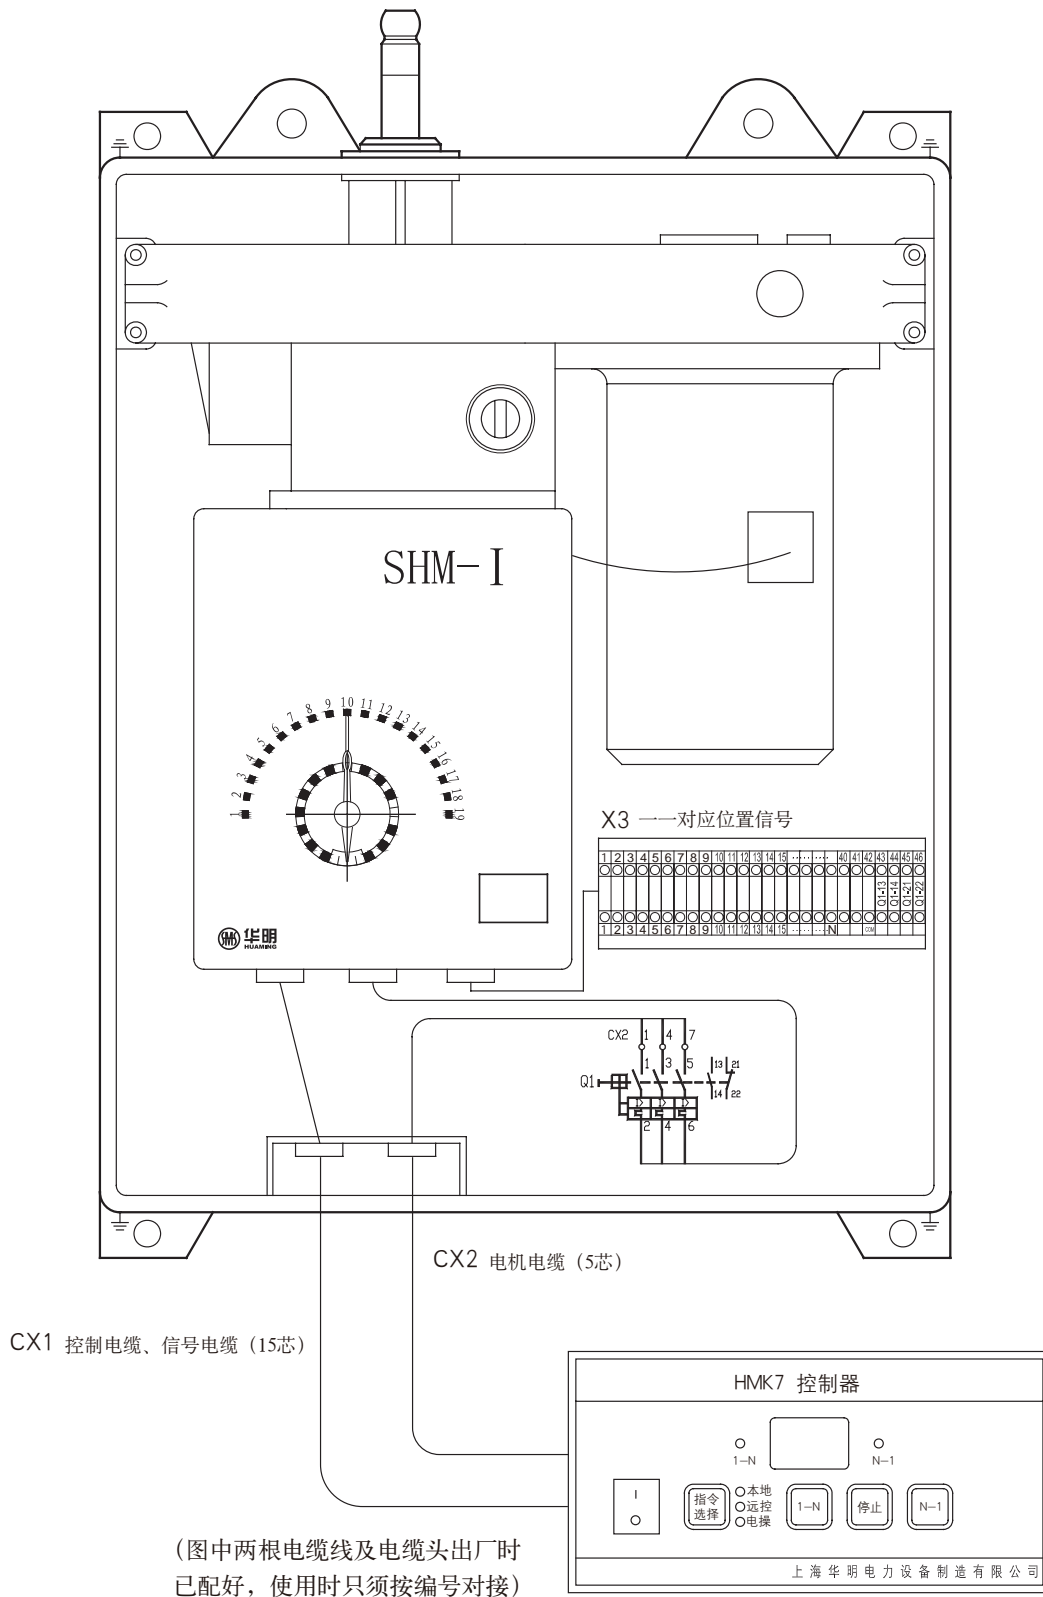 SHM-I
1 2 3 4 5 6 7 8 9 10 11 12 13 14 15 16 17 18 19
华明
HUAMING
X3 一一对应位置信号
1 2 3 4 5 6 7 8 9 10 11 12 13 14 15 ········ 40 41 42 43 44 45 46
Q1-13 Q1-14 Q1-21 Q1-22
1 2 3 4 5 6 7 8 9 10 11 12 13 14 15 ········N COM
CX2 1 4 7
1 3 5 13 21
Q1
14 22
I> I> I>
2 4 6
CX2 电机电缆（5芯）
CX1 控制电缆、信号电缆（15芯）
HMK7 控制器
1-N N-1
I
O
指令
选择
本地
远控
电操
1-N 停止 N-1
上海华明电力设备制造有限公司
（图中两根电缆线及电缆头出厂时
已配好，使用时只须按编号对接）